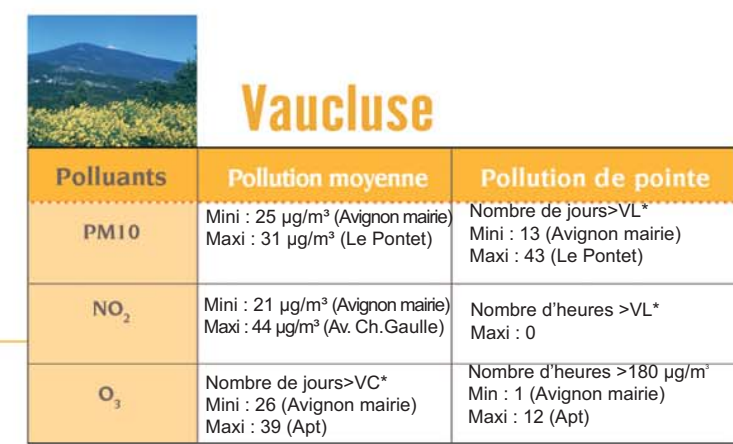 Vaucluse
Polluants Pollution moyenne Pollution de pointe
PM10
Mini : 25 µg/m³ (Avignon mairie)
Maxi : 31 µg/m³ (Le Pontet)
Nombre de jours>VL*
Mini : 13 (Avignon mairie)
Maxi : 43 (Le Pontet)
NO₂
Mini : 21 µg/m³ (Avignon mairie)
Maxi : 44 µg/m³ (Av. Ch.Gaulle)
Nombre d’heures >VL*
Maxi : 0
O₃
Nombre de jours>VC*
Mini : 26 (Avignon mairie)
Maxi : 39 (Apt)
Nombre d’heures >180 µg/m³
Min : 1 (Avignon mairie)
Maxi : 12 (Apt)